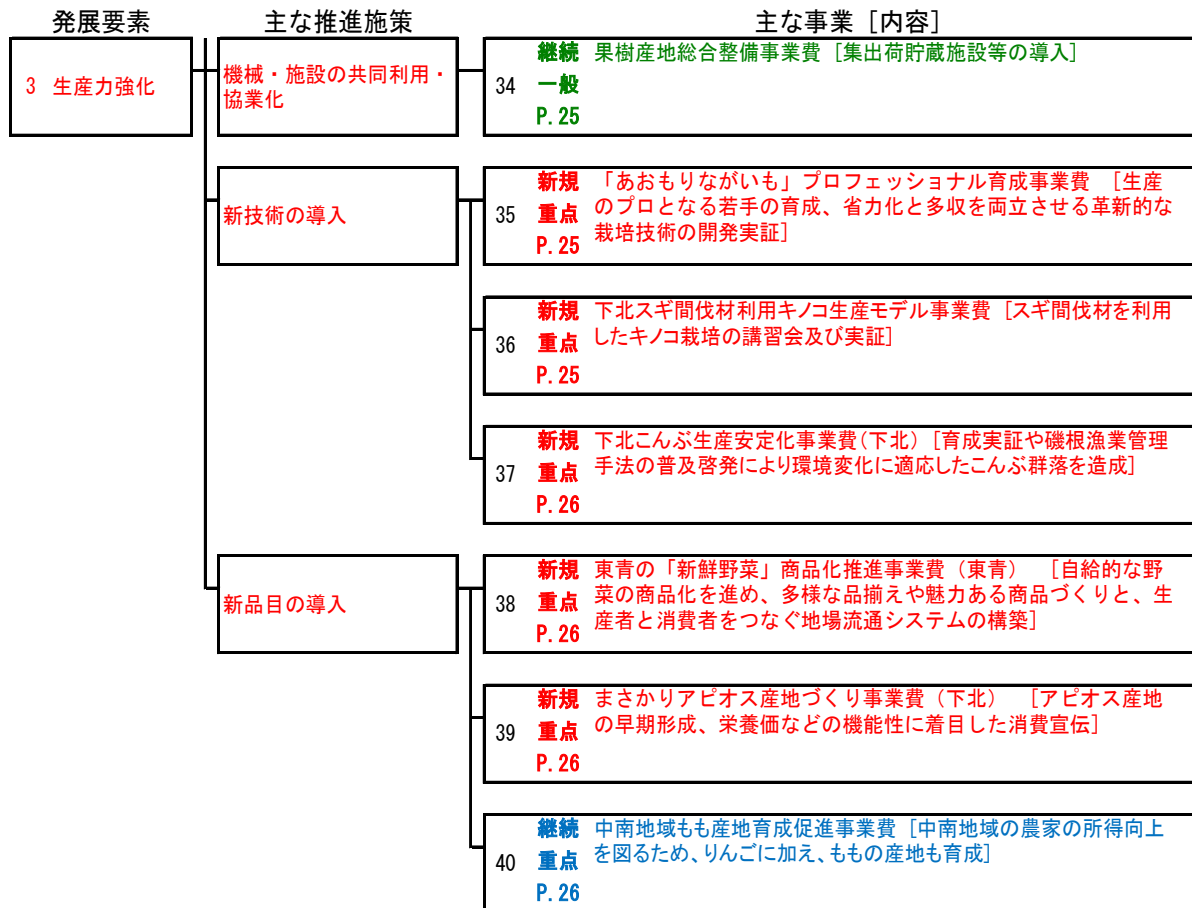 発展要素
主な推進施策
主な事業 [内容]
3 生産力強化
機械・施設の共同利用・
協業化
34
継続
一般
P.25
果樹産地総合整備事業費 [集出荷貯蔵施設等の導入]
新技術の導入
35
新規
重点
P.25
「あおもりながいも」プロフェッショナル育成事業費 [生産
のプロとなる若手の育成、省力化と多収を両立させる革新的な
栽培技術の開発実証]
36
新規
重点
P.25
下北スギ間伐材利用キノコ生産モデル事業費 [スギ間伐材を利用
したキノコ栽培の講習会及び実証]
37
新規
重点
P.26
下北こんぶ生産安定化事業費(下北) [育成実証や磯根漁業管理
手法の普及啓発により環境変化に適応したこんぶ群落を造成]
新品目の導入
38
新規
重点
P.26
東青の「新鮮野菜」商品化推進事業費(東青) [自給的な野
菜の商品化を進め、多様な品揃えや魅力ある商品づくりと、生
産者と消費者をつなぐ地場流通システムの構築]
39
新規
重点
P.26
まさかりアピオス産地づくり事業費(下北) [アピオス産地
の早期形成、栄養価などの機能性に着目した消費宣伝]
40
継続
重点
P.26
中南地域もも産地育成促進事業費 [中南地域の農家の所得向上
を図るため、りんごに加え、ももの産地も育成]